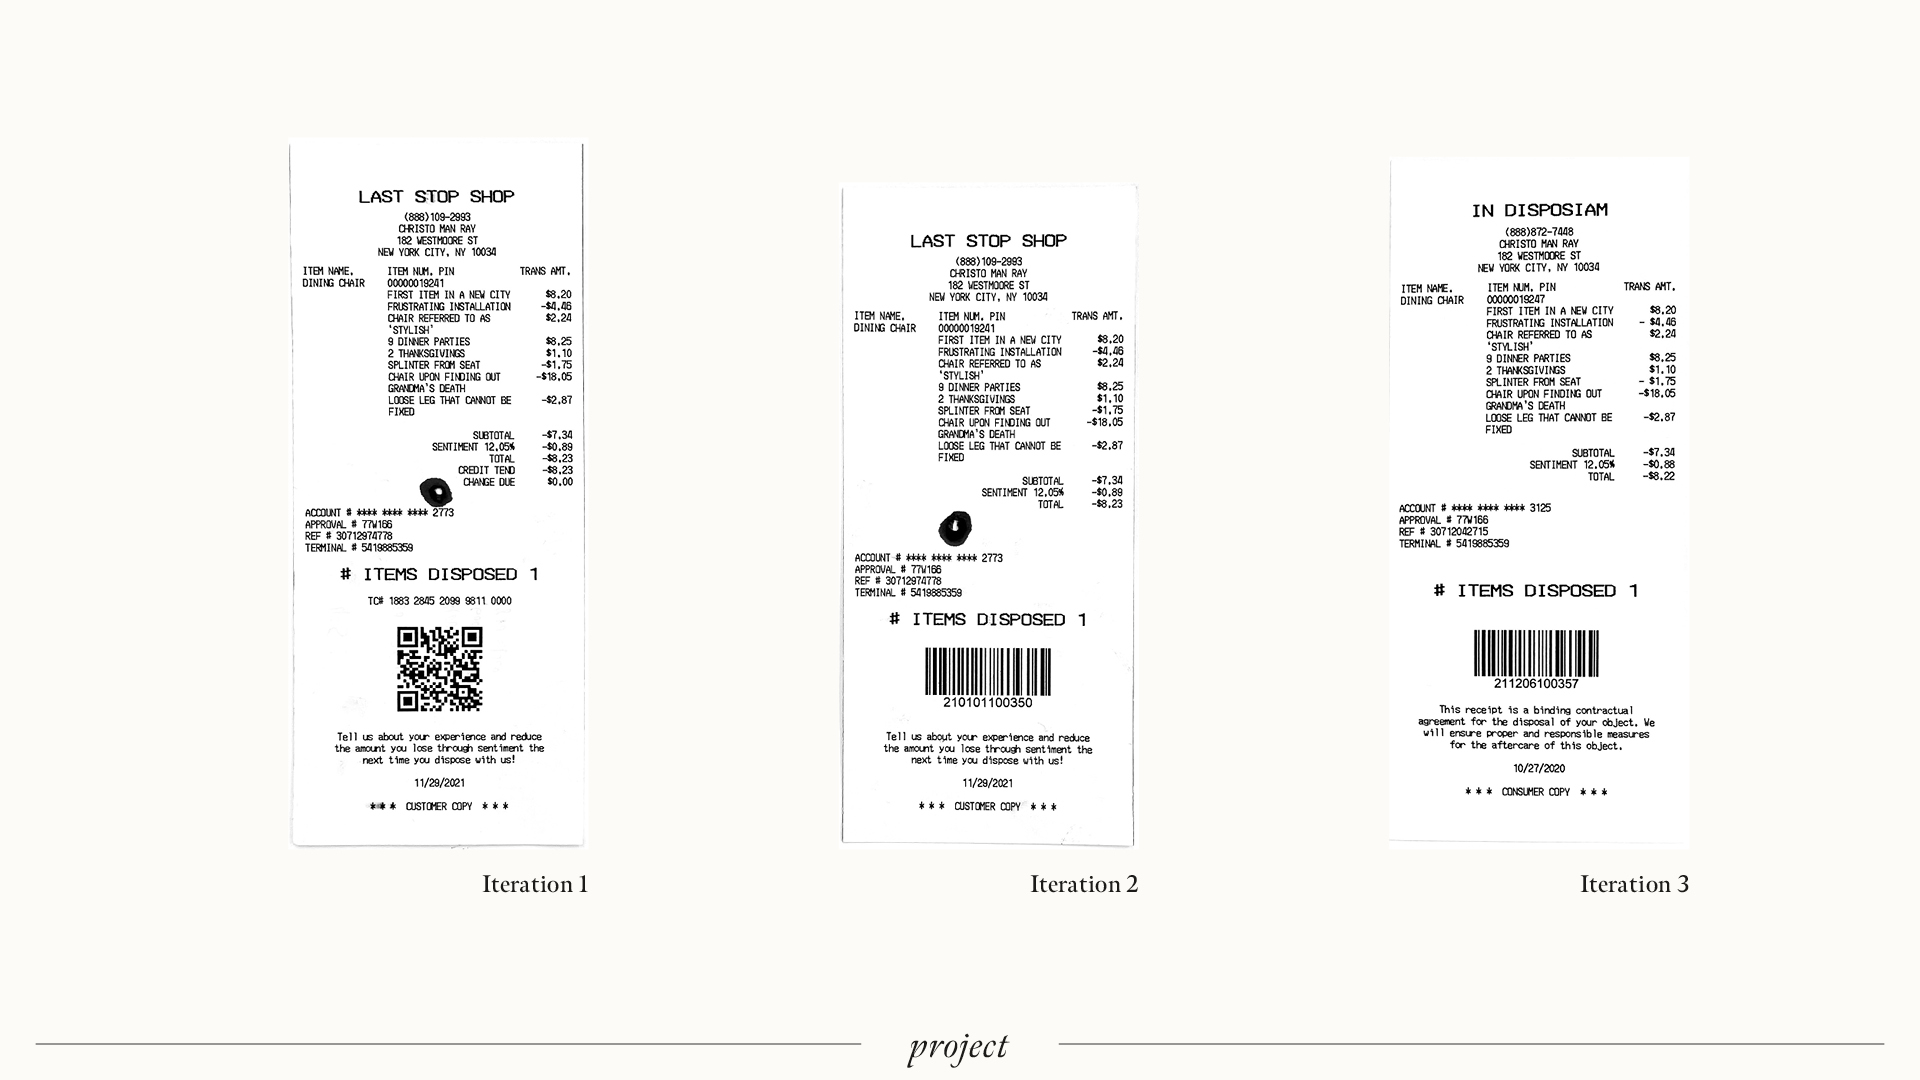 LAST STOP SHOP
(888)109-2993
CHRISTO MAN RAY
182 WESTMOORE ST
NEW YORK CITY, NY 10034
ITEM NAME. ITEM NUM. PIN TRANS AMT.
DINING CHAIR 00000019241
FIRST ITEM IN A NEW CITY $8.20
FRUSTRATING INSTALLATION -$4.46
CHAIR REFERRED TO AS $2.24
'STYLISH'
9 DINNER PARTIES $8.25
2 THANKSGIVINGS $1.10
SPLINTER FROM SEAT -$1.75
CHAIR UPON FINDING OUT -$18.05
GRANDMA'S DEATH
LOOSE LEG THAT CANNOT BE -$2.87
FIXED
SUBTOTAL -$7.34
SENTIMENT 12.05% -$0.89
TOTAL -$8.23
CREDIT TEND -$8.23
CHANGE DUE $0.00
ACCOUNT # **** **** **** 2773
APPROVAL # 77W166
REF # 30712974778
TERMINAL # 5419885359
# ITEMS DISPOSED 1
TC# 1883 2845 2099 9811 0000
Tell us about your experience and reduce
the amount you lose through sentiment the
next time you dispose with us!
11/29/2021
*** CUSTOMER COPY ***
Iteration 1
LAST STOP SHOP
(888)109-2993
CHRISTO MAN RAY
182 WESTMOORE ST
NEW YORK CITY, NY 10034
ITEM NAME. ITEM NUM. PIN TRANS AMT.
DINING CHAIR 00000019241
FIRST ITEM IN A NEW CITY $8.20
FRUSTRATING INSTALLATION -$4.46
CHAIR REFERRED TO AS $2.24
'STYLISH'
9 DINNER PARTIES $8.25
2 THANKSGIVINGS $1.10
SPLINTER FROM SEAT -$1.75
CHAIR UPON FINDING OUT -$18.05
GRANDMA'S DEATH
LOOSE LEG THAT CANNOT BE -$2.87
FIXED
SUBTOTAL -$7.34
SENTIMENT 12.05% -$0.89
TOTAL -$8.23
ACCOUNT # **** **** **** 2773
APPROVAL # 77W166
REF # 30712974778
TERMINAL # 5419885359
# ITEMS DISPOSED 1
210101100350
Tell us about your experience and reduce
the amount you lose through sentiment the
next time you dispose with us!
11/29/2021
*** CUSTOMER COPY ***
Iteration 2
IN DISPOSIAM
(888)872-7448
CHRISTO MAN RAY
182 WESTMOORE ST
NEW YORK CITY, NY 10034
ITEM NAME. ITEM NUM. PIN TRANS AMT.
DINING CHAIR 00000019247
FIRST ITEM IN A NEW CITY $8.20
FRUSTRATING INSTALLATION - $4.46
CHAIR REFERRED TO AS $2.24
'STYLISH'
9 DINNER PARTIES $8.25
2 THANKSGIVINGS $1.10
SPLINTER FROM SEAT - $1.75
CHAIR UPON FINDING OUT -$18.05
GRANDMA'S DEATH
LOOSE LEG THAT CANNOT BE -$2.87
FIXED
SUBTOTAL -$7.34
SENTIMENT 12.05% -$0.88
TOTAL -$8.22
ACCOUNT # **** **** **** 3125
APPROVAL # 77W166
REF # 30712042715
TERMINAL # 5419885359
# ITEMS DISPOSED 1
211206100357
This receipt is a binding contractual
agreement for the disposal of your object. We
will ensure proper and responsible measures
for the aftercare of this object.
10/27/2020
*** CONSUMER COPY ***
Iteration 3
project